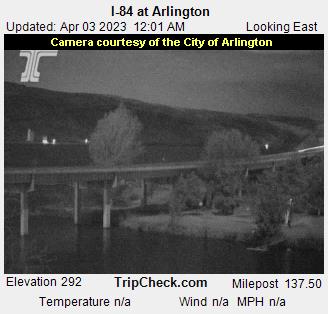 I-84 at Arlington
Updated: Apr 03 2023 12:01 AM Looking East
Camera courtesy of the City of Arlington
Elevation 292 TripCheck.com Milepost 137.50
Temperature n/a Wind n/a MPH n/a